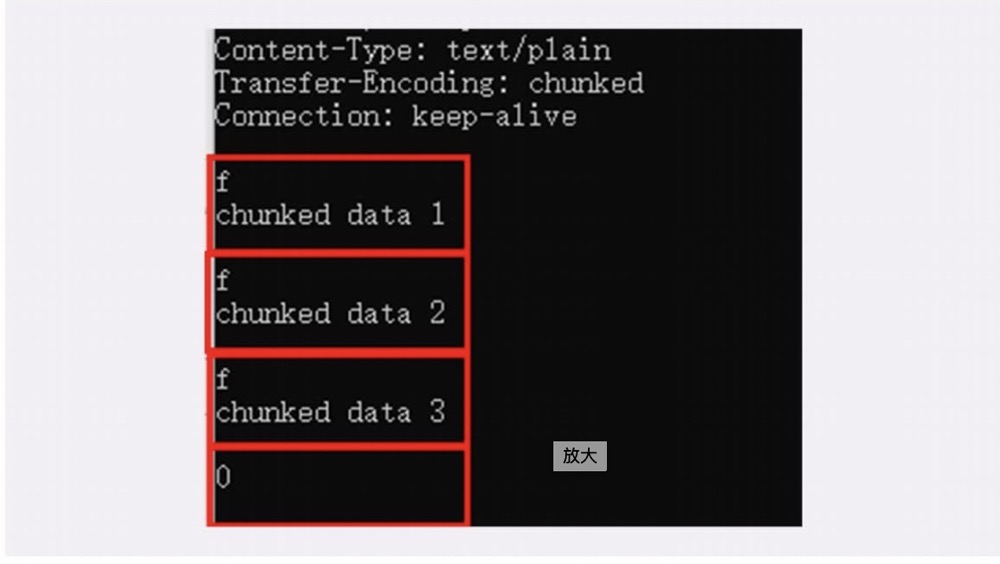 Content-Type: text/plain
Transfer-Encoding: chunked
Connection: keep-alive
f
chunked data 1
f
chunked data 2
f
chunked data 3
放大
0